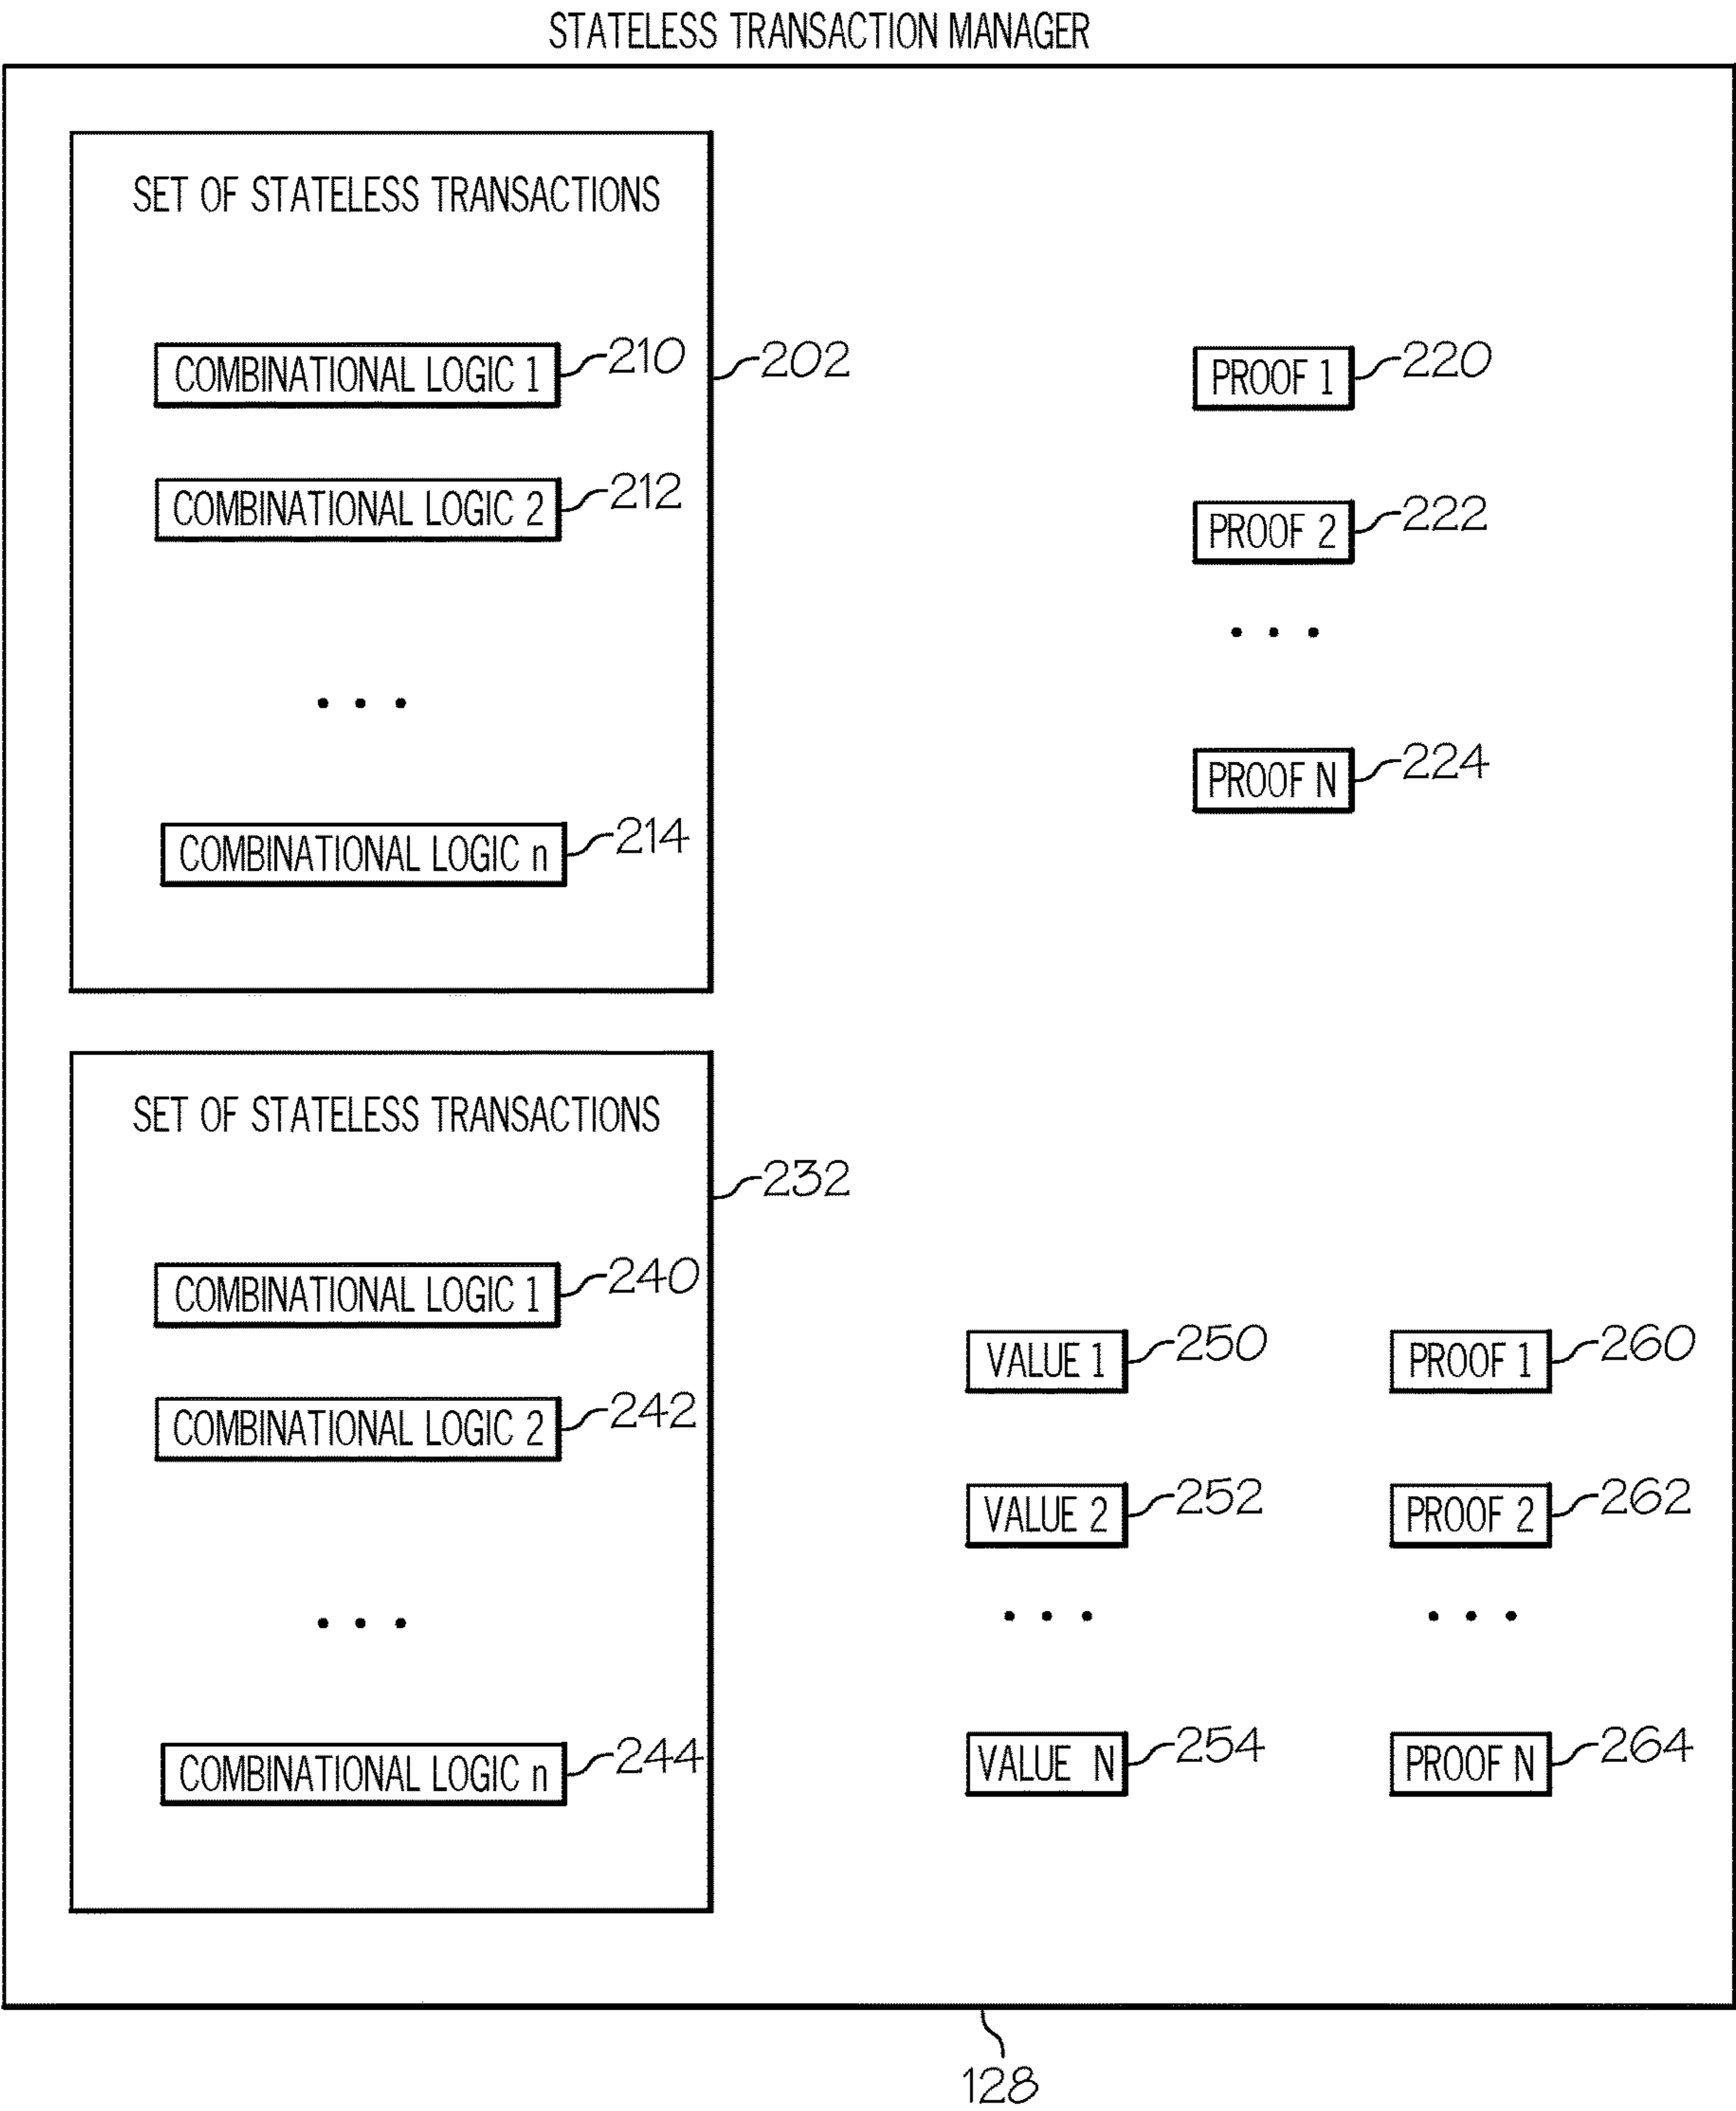 STATELESS TRANSACTION MANAGER
SET OF STATELESS TRANSACTIONS
COMBINATIONAL LOGIC 1
210
202
COMBINATIONAL LOGIC 2
212
. . .
COMBINATIONAL LOGIC n
214
PROOF 1
220
PROOF 2
222
. . .
PROOF N
224
SET OF STATELESS TRANSACTIONS
232
COMBINATIONAL LOGIC 1
240
COMBINATIONAL LOGIC 2
242
. . .
COMBINATIONAL LOGIC n
244
VALUE 1
250
PROOF 1
260
VALUE 2
252
PROOF 2
262
. . .
. . .
VALUE N
254
PROOF N
264
128